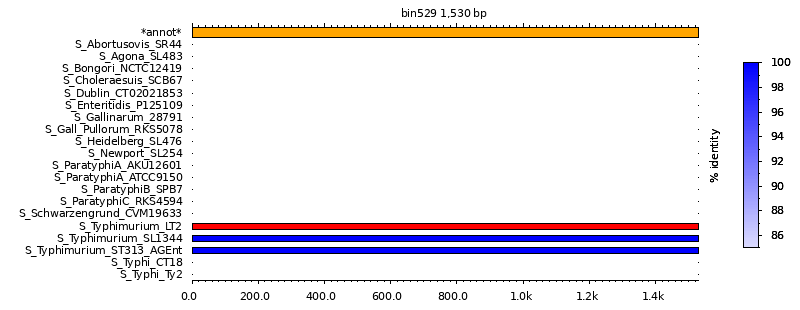 bin529 1,530 bp
*annot*
S_Abortusovis_SR44
S_Agona_SL483
S_Bongori_NCTC12419
S_Choleraesuis_SCB67
S_Dublin_CT02021853
S_Enteritidis_P125109
S_Gallinarum_28791
S_Gall_Pullorum_RKS5078
S_Heidelberg_SL476
S_Newport_SL254
S_ParatyphiA_AKU12601
S_ParatyphiA_ATCC9150
S_ParatyphiB_SPB7
S_ParatyphiC_RKS4594
S_Schwarzengrund_CVM19633
S_Typhimurium_LT2
S_Typhimurium_SL1344
S_Typhimurium_ST313_AGEnt
S_Typhi_CT18
S_Typhi_Ty2
0.0 200.0 400.0 600.0 800.0 1.0k 1.2k 1.4k
% identity
100
98
96
94
92
90
88
86